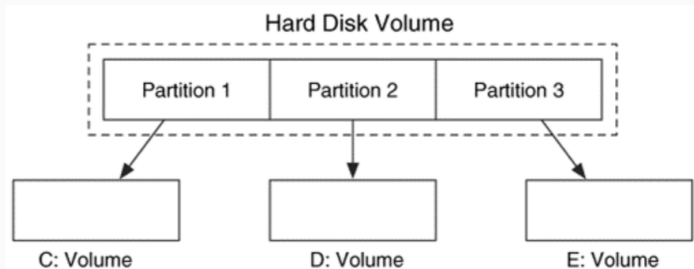 Hard Disk Volume
Partition 1 Partition 2 Partition 3
C: Volume D: Volume E: Volume